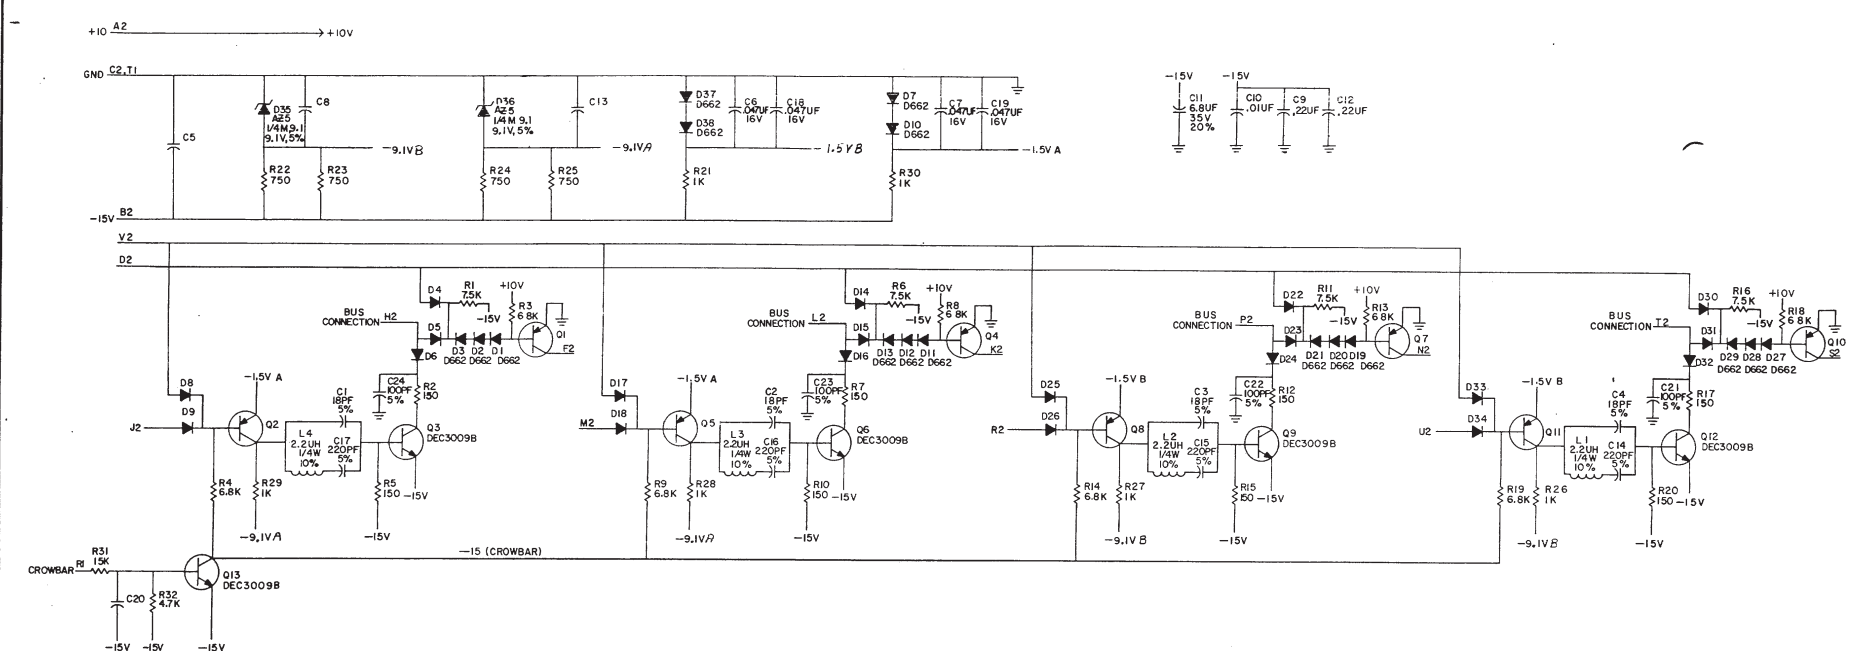 +10 A2 +10V
GND C2,T1
D35
AZ5
1/4M,9.1
9.1V,5%
C8
C5
-9.1VB
R22
750
R23
750
D36
AZ5
1/4M 9.1
9.1V,5%
C13
-9.1VA
R24
750
R25
750
D37
D662
D38
D662
C6
.047UF
16V
C18
.047UF
16V
-1.5VB
R21
1K
D7
D662
D10
D662
C7
.047UF
16V
C19
.047UF
16V
-1.5V A
R30
1K
-15V
C11
6.8UF
35V
20%
-15V
C10
.01UF
C9
.22UF
C12
.22UF
-15V B2
V2
D2
D4
R1
7.5K
-15V
+10V
R3
6.8K
Q1
F2
BUS
CONNECTION H2
D5
D3 D2 D1
D662 D662 D662
D6
C24
100PF
5%
R2
150
D8
D9
J2
-1.5V A
Q2
C1
18PF
5%
L4
2.2UH
1/4W
10%
C17
220PF
5%
Q3
DEC3009B
R4
6.8K
R29
1K
R5
150
-15V
-9.1VA
-15V
D14
R6
7.5K
-15V
+10V
R8
6.8K
Q4
K2
BUS
CONNECTION L2
D15
D13 D12 D11
D662 D662 D662
D16
C23
100PF
5%
R7
150
D17
D18
M2
-1.5V A
Q5
C2
18PF
5%
L3
2.2UH
1/4W
10%
C16
220PF
5%
Q6
DEC3009B
R9
6.8K
R28
1K
R10
150
-15V
-9.1VA
-15V
D22
R11
7.5K
-15V
+10V
R13
6.8K
Q7
N2
BUS
CONNECTION P2
D23
D21 D20 D19
D662 D662 D662
D24
C22
100PF
5%
R12
150
D25
D26
R2
-1.5V B
Q8
C3
18PF
5%
L2
2.2UH
1/4W
10%
C15
220PF
5%
Q9
DEC3009B
R14
6.8K
R27
1K
R15
150
-15V
-9.1VB
-15V
D30
R16
7.5K
-15V
+10V
R18
6.8K
Q10
S2
BUS
CONNECTION T2
D31
D29 D28 D27
D662 D662 D662
D32
C21
100PF
5%
R17
150
D33
D34
U2
-1.5V B
Q11
C4
18PF
5%
L1
2.2UH
1/4W
10%
C14
220PF
5%
Q12
DEC3009B
R19
6.8K
R26
1K
R20
150
-15V
-9.1VB
-15V
-15 (CROWBAR)
CROWBAR R1
R31
15K
Q13
DEC3009B
C20
R32
4.7K
-15V -15V -15V